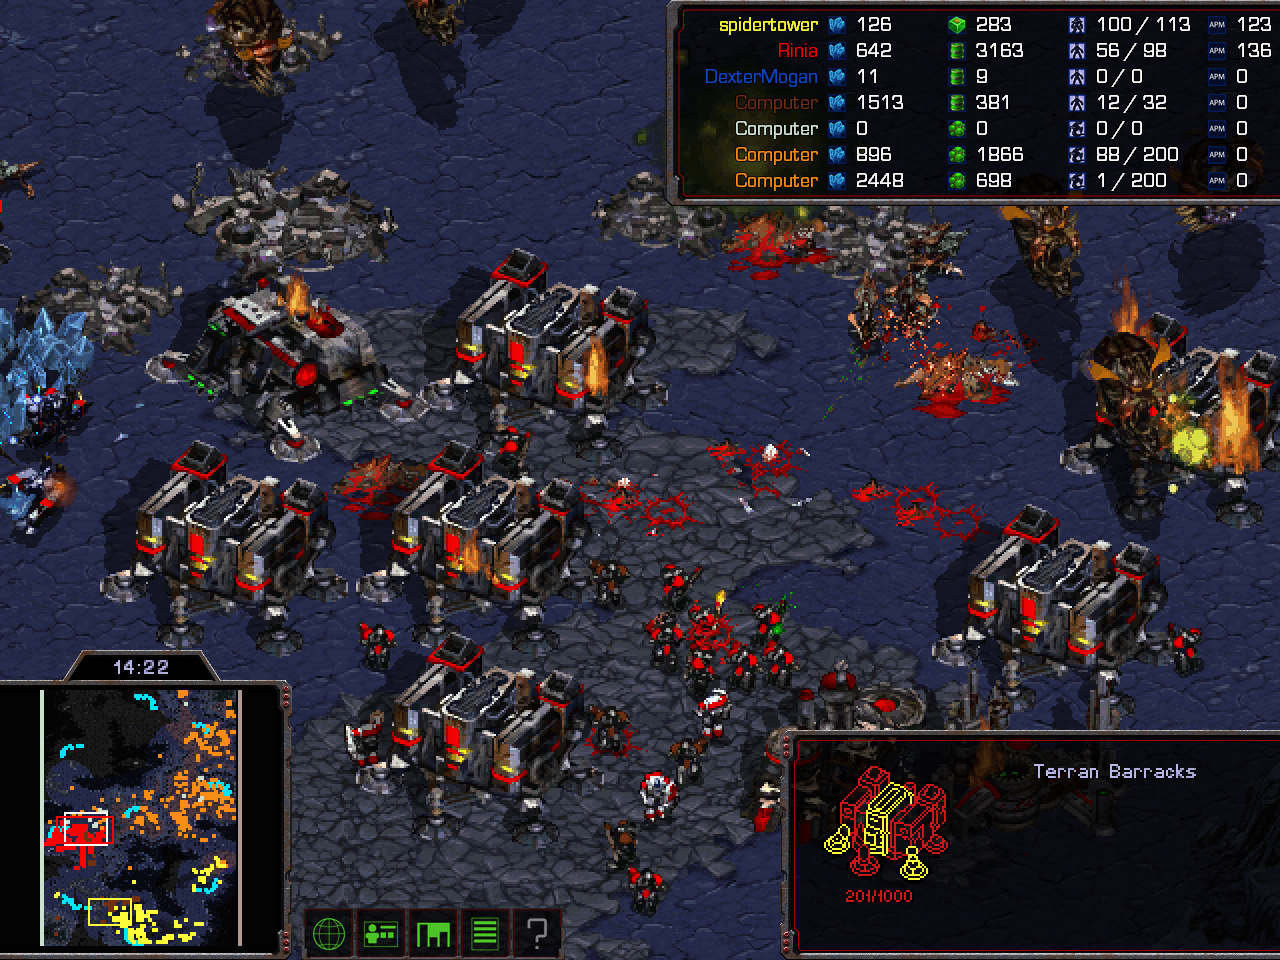 spidertower 126 283 100 / 113 APM 123
Rinia 642 3163 56 / 98 APM 136
DexterMogan 11 9 0 / 0 APM 0
Computer 1513 381 12 / 32 APM 0
Computer 0 0 0 / 0 APM 0
Computer 896 1866 88 / 200 APM 0
Computer 2448 698 1 / 200 APM 0
14:22
Terran Barracks
201/1000
?